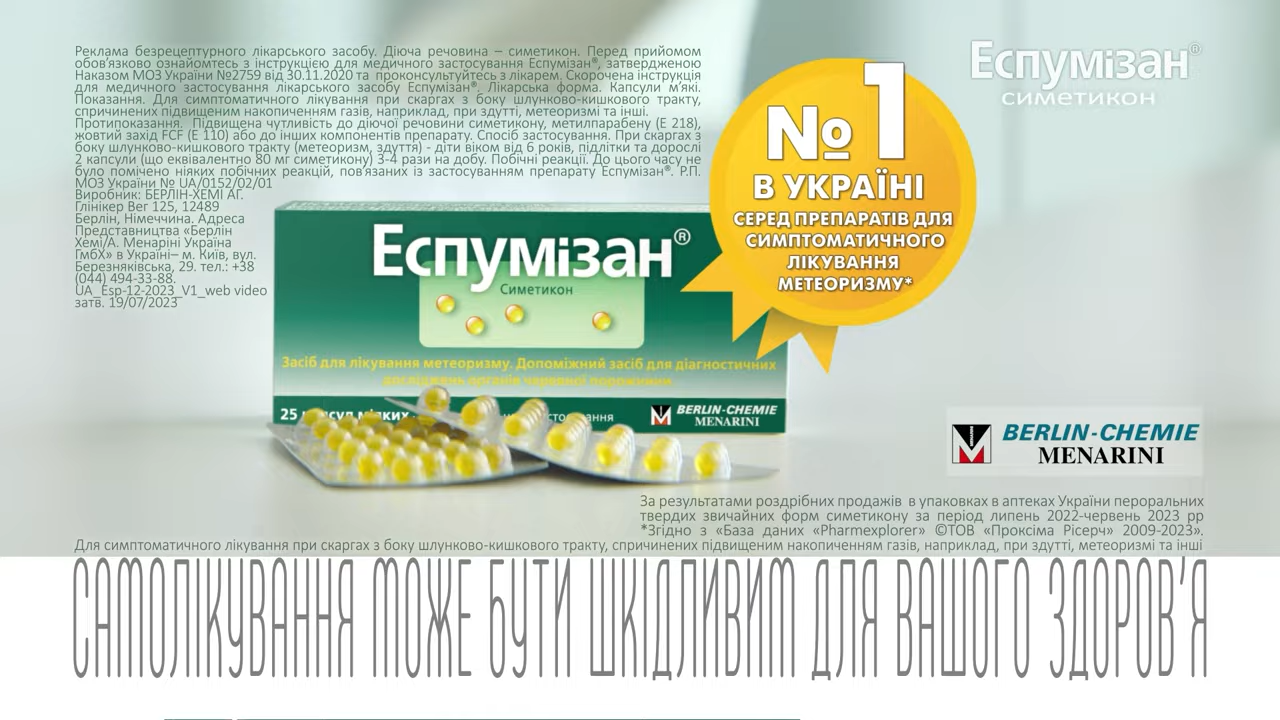 Реклама безрецептурного лікарського засобу. Діюча речовина – симетикон. Перед прийомом
обов'язково ознайомтесь з інструкцією для медичного застосування Еспумізан®, затвердженою
Наказом МОЗ України №2759 від 30.11.2020 та проконсультуйтесь з лікарем. Скорочена інструкція
для медичного застосування лікарського засобу Еспумізан®. Лікарська форма. Капсули м'які.
Показання. Для симптоматичного лікування при скаргах з боку шлунково-кишкового тракту,
спричинених підвищеним накопиченням газів, наприклад, при здутті, метеоризмі та інші.
Протипоказання. Підвищена чутливість до діючої речовини симетикону, метилпарабену (Е 218),
жовтий захід FCF (Е 110) або до інших компонентів препарату. Спосіб застосування. При скаргах з
боку шлунково-кишкового тракту (метеоризм, здуття) - діти віком від 6 років, підлітки та дорослі
2 капсули (що еквівалентно 80 мг симетикону) 3-4 рази на добу. Побічні реакції. До цього часу не
було помічено ніяких побічних реакцій, пов'язаних із застосуванням препарату Еспумізан®. Р.П.
МОЗ України № UA/0152/02/01
Виробник: БЕРЛІН-ХЕМІ АГ.
Глінікер Вег 125, 12489
Берлін, Німеччина. Адреса
Представництва «Берлін
Хемі/А. Менаріні Україна
ГмбХ» в Україні– м. Київ, вул.
Березняківська, 29. тел.: +38
(044) 494-33-88.
UA_Esp-12-2023_V1_web video
затв. 19/07/2023
Еспумізан®
симетикон
№1
В УКРАЇНІ
СЕРЕД ПРЕПАРАТІВ ДЛЯ
СИМПТОМАТИЧНОГО
ЛІКУВАННЯ
МЕТЕОРИЗМУ*
Еспумізан®
Симетикон
Засіб для лікування метеоризму. Допоміжний засіб для діагностичних
досліджень органів черевної порожнини.
25 капсул м'яких
BERLIN-CHEMIE
MENARINI
BERLIN-CHEMIE
MENARINI
За результатами роздрібних продажів в упаковках в аптеках України пероральних
твердих звичайних форм симетикону за період липень 2022-червень 2023 рр
*Згідно з «База даних «Pharmexplorer» ©ТОВ «Проксіма Рісерч» 2009-2023».
Для симптоматичного лікування при скаргах з боку шлунково-кишкового тракту, спричинених підвищеним накопиченням газів, наприклад, при здутті, метеоризмі та інші
САМОЛІКУВАННЯ МОЖЕ БУТИ ШКІДЛИВИМ ДЛЯ ВАШОГО ЗДОРОВ'Я